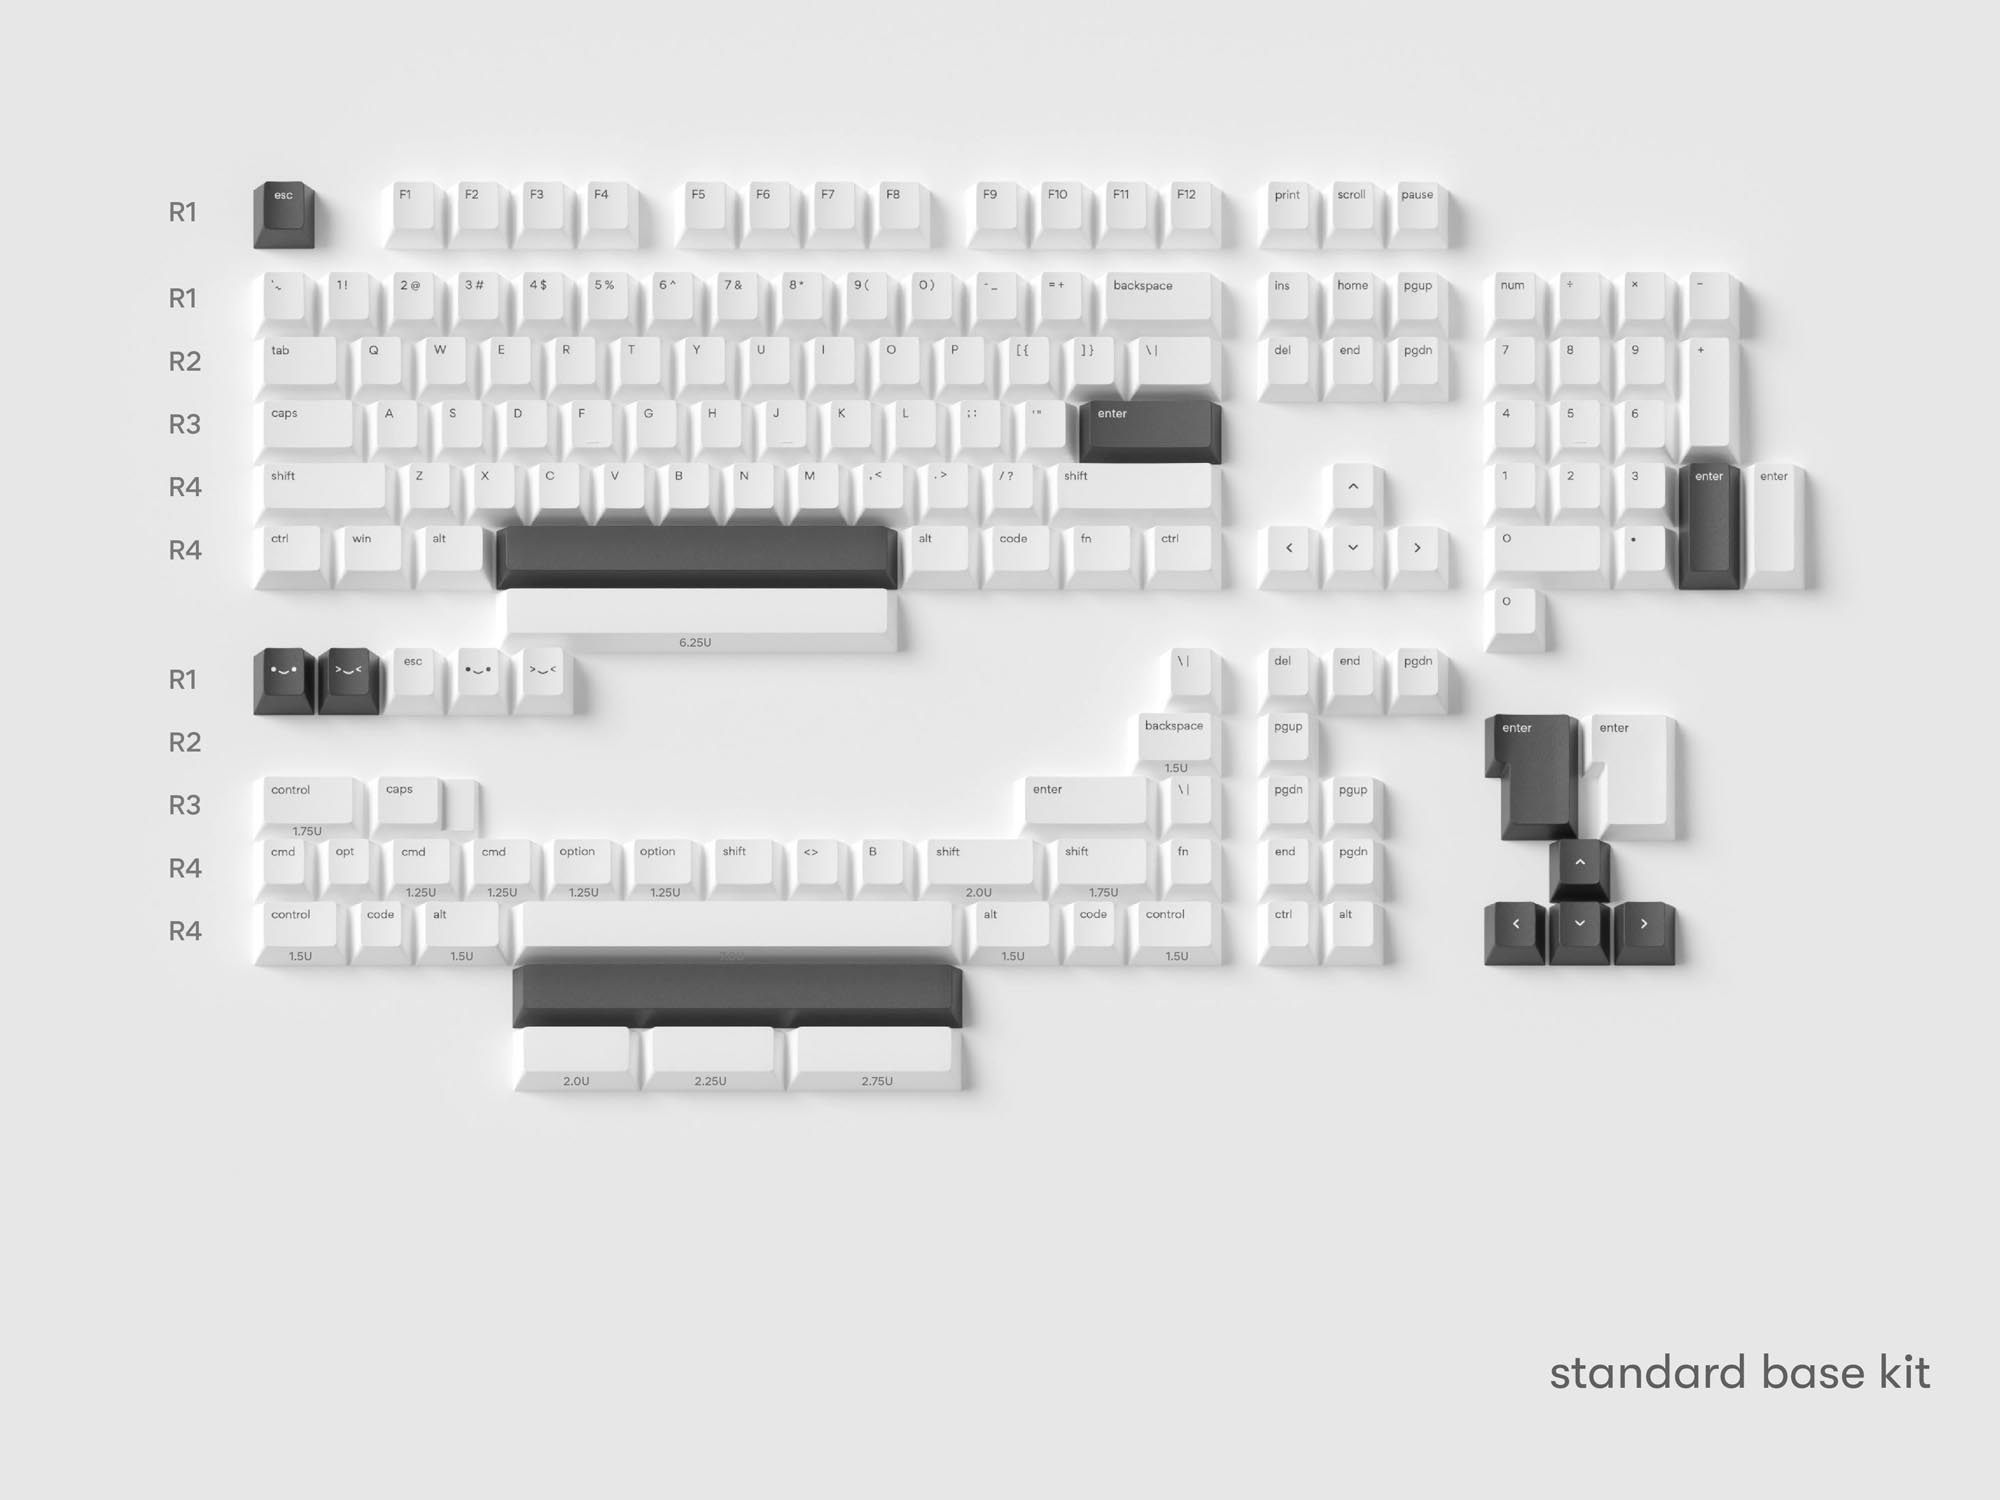 R1 esc F1 F2 F3 F4 F5 F6 F7 F8 F9 F10 F11 F12 print scroll pause
R1 `~ 1! 2@ 3# 4$ 5% 6^ 7& 8* 9( 0) -_ =+ backspace ins home pgup num ÷ × −
R2 tab Q W E R T Y U I O P [{ ]} \| del end pgdn 7 8 9 +
R3 caps A S D F G H J K L ;: '" enter 4 5 6
R4 shift Z X C V B N M ,< .> /? shift ^ 1 2 3 enter enter
R4 ctrl win alt alt code fn ctrl < ⌄ > 0 •
0
6.25U
R1 •‿• >‿< esc •‿• >‿< \| del end pgdn
R2 backspace pgup enter enter
1.5U
R3 control caps enter \| pgdn pgup
1.75U
R4 cmd opt cmd cmd option option shift <> B shift shift fn end pgdn ^
1.25U 1.25U 1.25U 1.25U 2.0U 1.75U
R4 control code alt alt code control ctrl alt < ⌄ >
1.5U 1.5U 1.5U 1.5U
2.0U 2.25U 2.75U
standard base kit